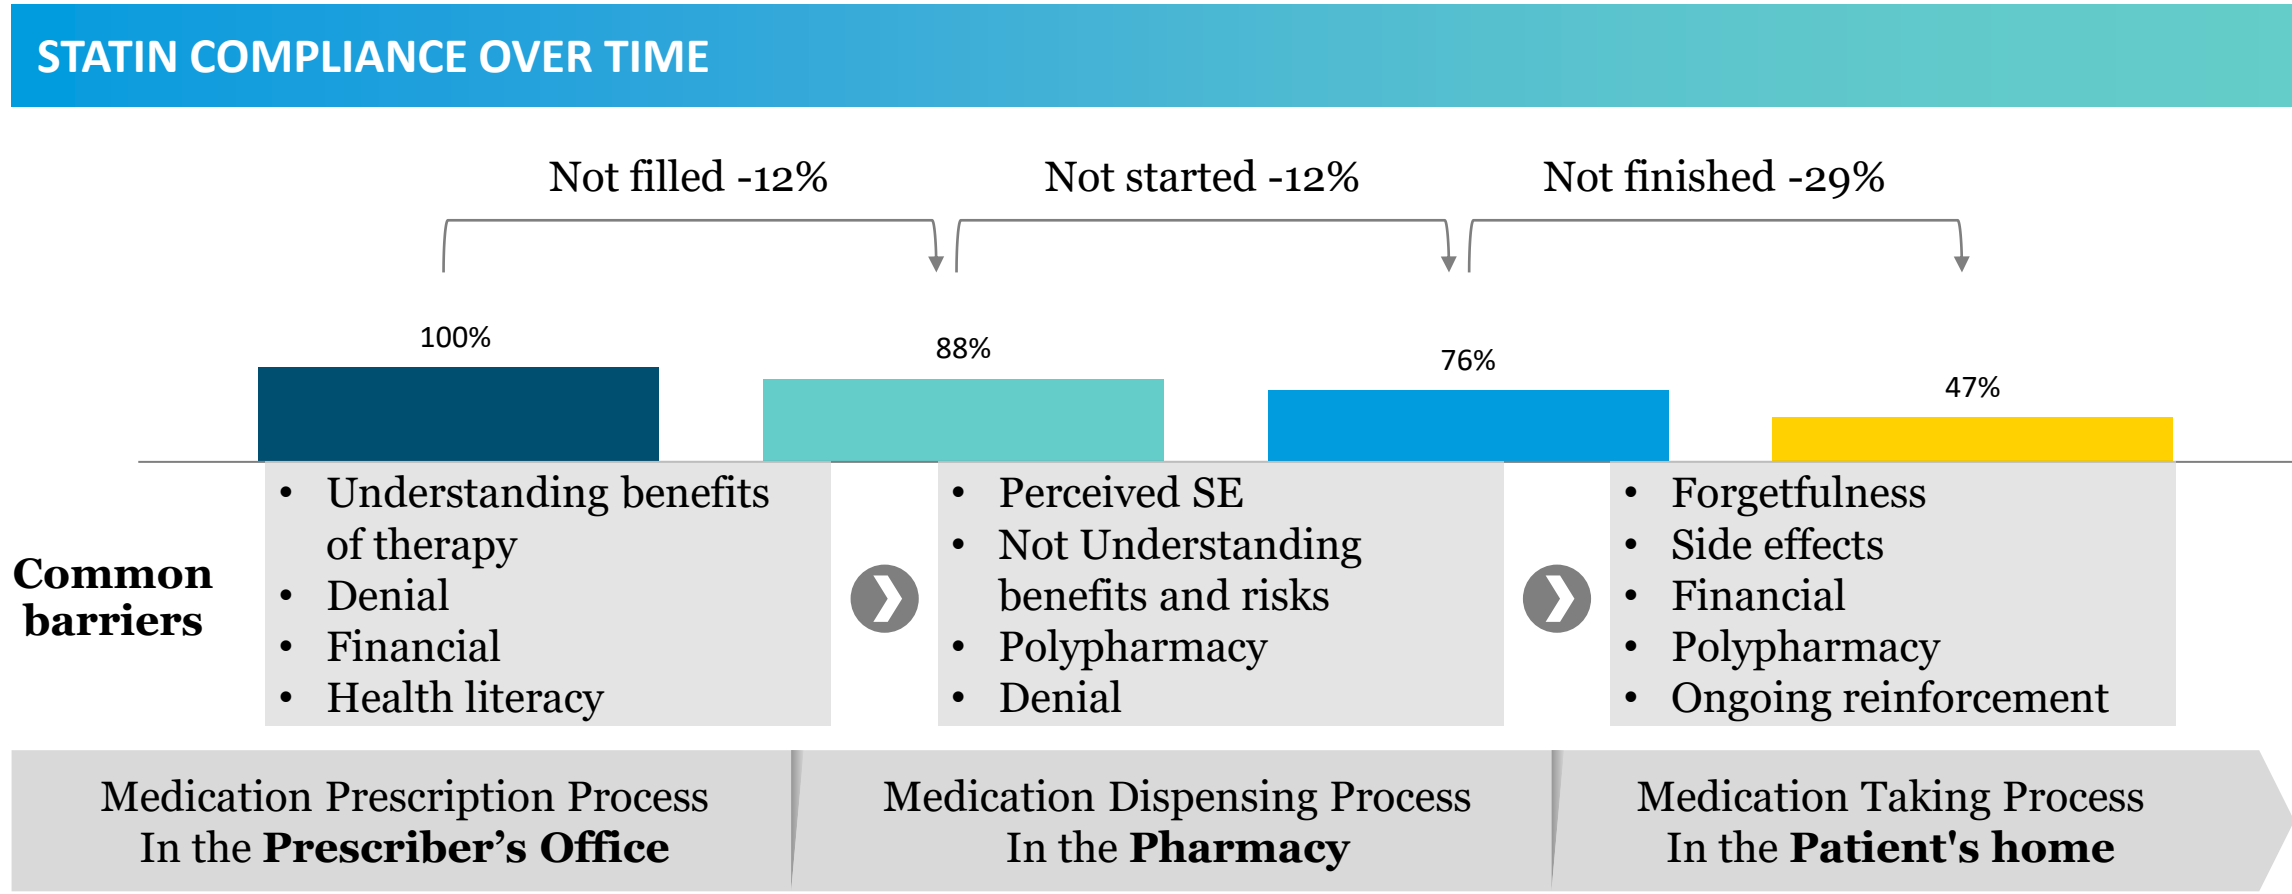 STATIN COMPLIANCE OVER TIME
Not filled -12%
Not started -12%
Not finished -29%
100%
88%
76%
47%
Common
barriers
• Understanding benefits
of therapy
• Denial
• Financial
• Health literacy
• Perceived SE
• Not Understanding
benefits and risks
• Polypharmacy
• Denial
• Forgetfulness
• Side effects
• Financial
• Polypharmacy
• Ongoing reinforcement
Medication Prescription Process
In the Prescriber’s Office
Medication Dispensing Process
In the Pharmacy
Medication Taking Process
In the Patient's home